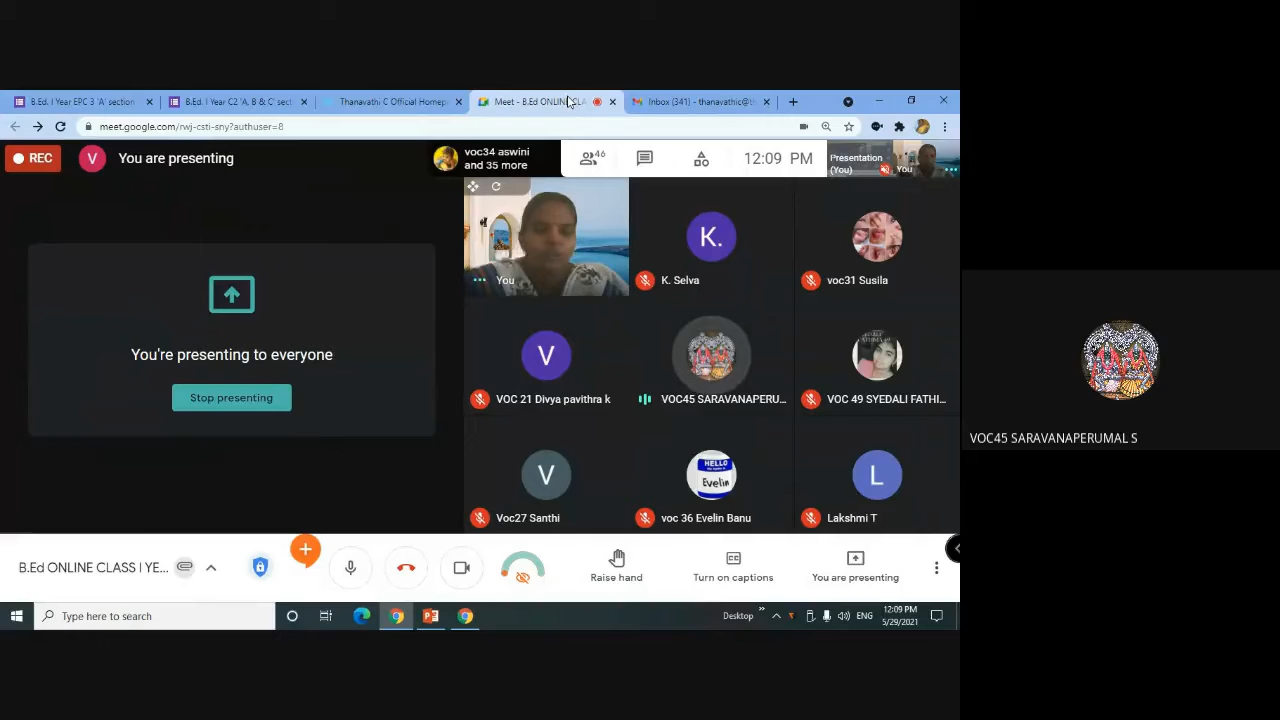 B.Ed. I Year EPC 3 'A' section
B.Ed. I Year C2 'A, B & C' sect
Thanavathi C Official Homep
Meet - B.Ed ONLINE CLA
Inbox (341) - thanavathic@th
meet.google.com/rwj-csti-sny?authuser=8
REC
V
You are presenting
voc34 aswini
and 35 more
46
12:09 PM
Presentation
(You)
You
You
K.
K. Selva
voc31 Susila
You're presenting to everyone
Stop presenting
V
VOC 21 Divya pavithra k
VOC45 SARAVANAPERU...
VOC 49 SYEDALI FATHI...
VOC45 SARAVANAPERUMAL S
V
Voc27 Santhi
HELLO
Evelin
voc 36 Evelin Banu
L
Lakshmi T
B.Ed ONLINE CLASS I YE...
Raise hand
Turn on captions
You are presenting
Type here to search
Desktop
ENG
12:09 PM
5/29/2021